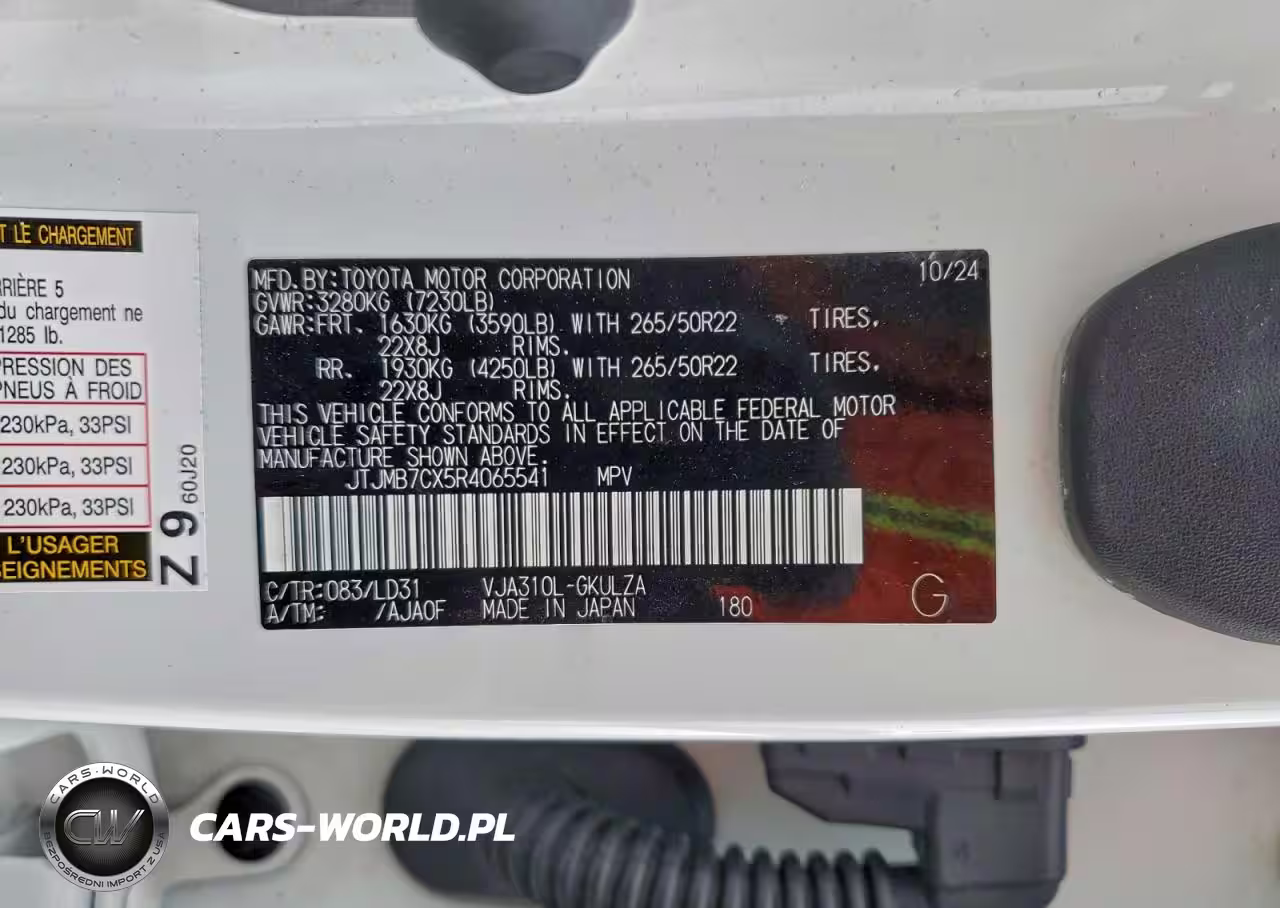 T LE CHARGEMENT
RRIÈRE 5
du chargement ne
1285 lb.
PRESSION DES
PNEUS À FROID
230kPa, 33PSI
230kPa, 33PSI
230kPa, 33PSI
L'USAGER
SEIGNEMENTS
Z 9 60J20
MFD.BY:TOYOTA MOTOR CORPORATION 10/24
GVWR:3280KG (7230LB)
GAWR:FRT. 1630KG (3590LB) WITH 265/50R22 TIRES.
22X8J RIMS.
RR. 1930KG (4250LB) WITH 265/50R22 TIRES.
22X8J RIMS.
THIS VEHICLE CONFORMS TO ALL APPLICABLE FEDERAL MOTOR
VEHICLE SAFETY STANDARDS IN EFFECT ON THE DATE OF
MANUFACTURE SHOWN ABOVE.
JTJMB7CX5R4065541 MPV
C/TR:083/LD31 VJA310L-GKULZA
A/TM: /AJA0F MADE IN JAPAN 180 G
CARS-WORLD
CW
BEZPOŚREDNI IMPORT Z USA
CARS-WORLD.PL